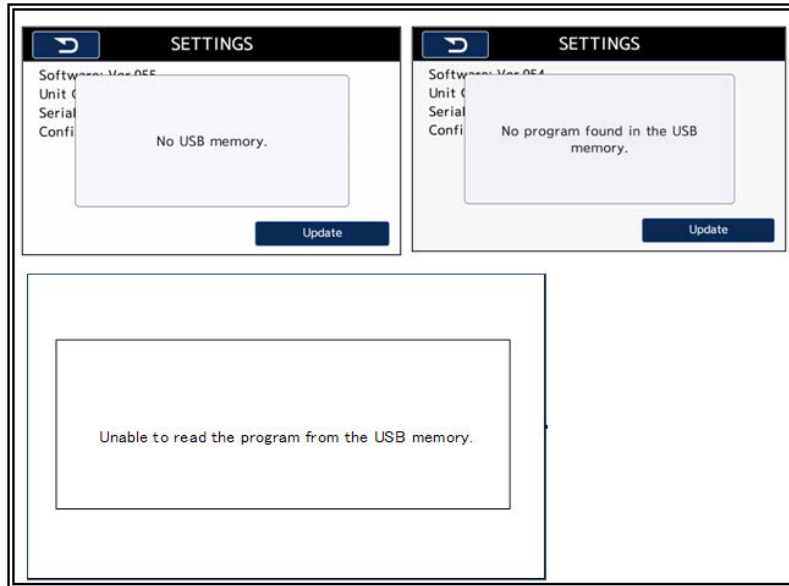 SETTINGS
Unit
Serial
Confi
No USB memory.
Update
SETTINGS
Unit
Serial
Confi
No program found in the USB
memory.
Update
Unable to read the program from the USB memory.